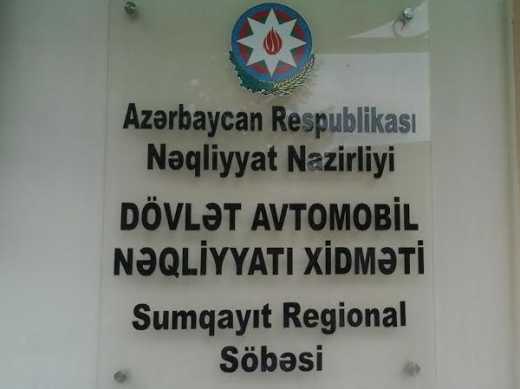 Azərbaycan Respublikası
Nəqliyyat Nazirliyi
DÖVLƏT AVTOMOBİL
NƏQLİYYATI XİDMƏTİ
Sumqayıt Regional
Söbəsi